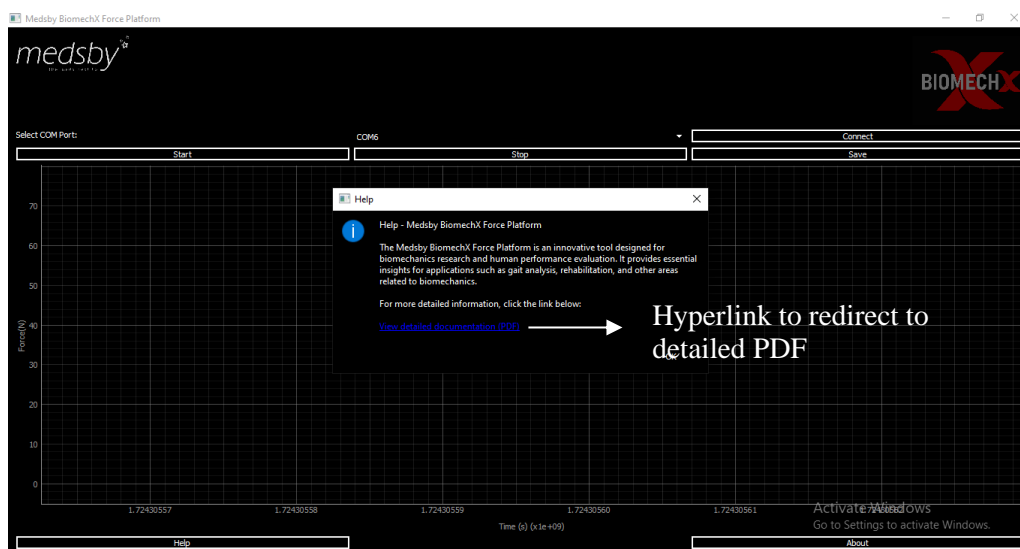 Medsby BiomechX Force Platform
medsby
BIOMECHX
Select COM Port:
COM6
Connect
Start
Stop
Save
Help
Help - Medsby BiomechX Force Platform
The Medsby BiomechX Force Platform is an innovative tool designed for
biomechanics research and human performance evaluation. It provides essential
insights for applications such as gait analysis, rehabilitation, and other areas
related to biomechanics.
For more detailed information, click the link below:
View detailed documentation (PDF)
Hyperlink to redirect to
detailed PDF
OK
70
60
50
40
30
20
10
0
Force(N)
1.72430557
1.72430558
1.72430559
1.72430560
1.72430561
Time (s) (x1e+09)
Activate Windows
Go to Settings to activate Windows.
Help
About